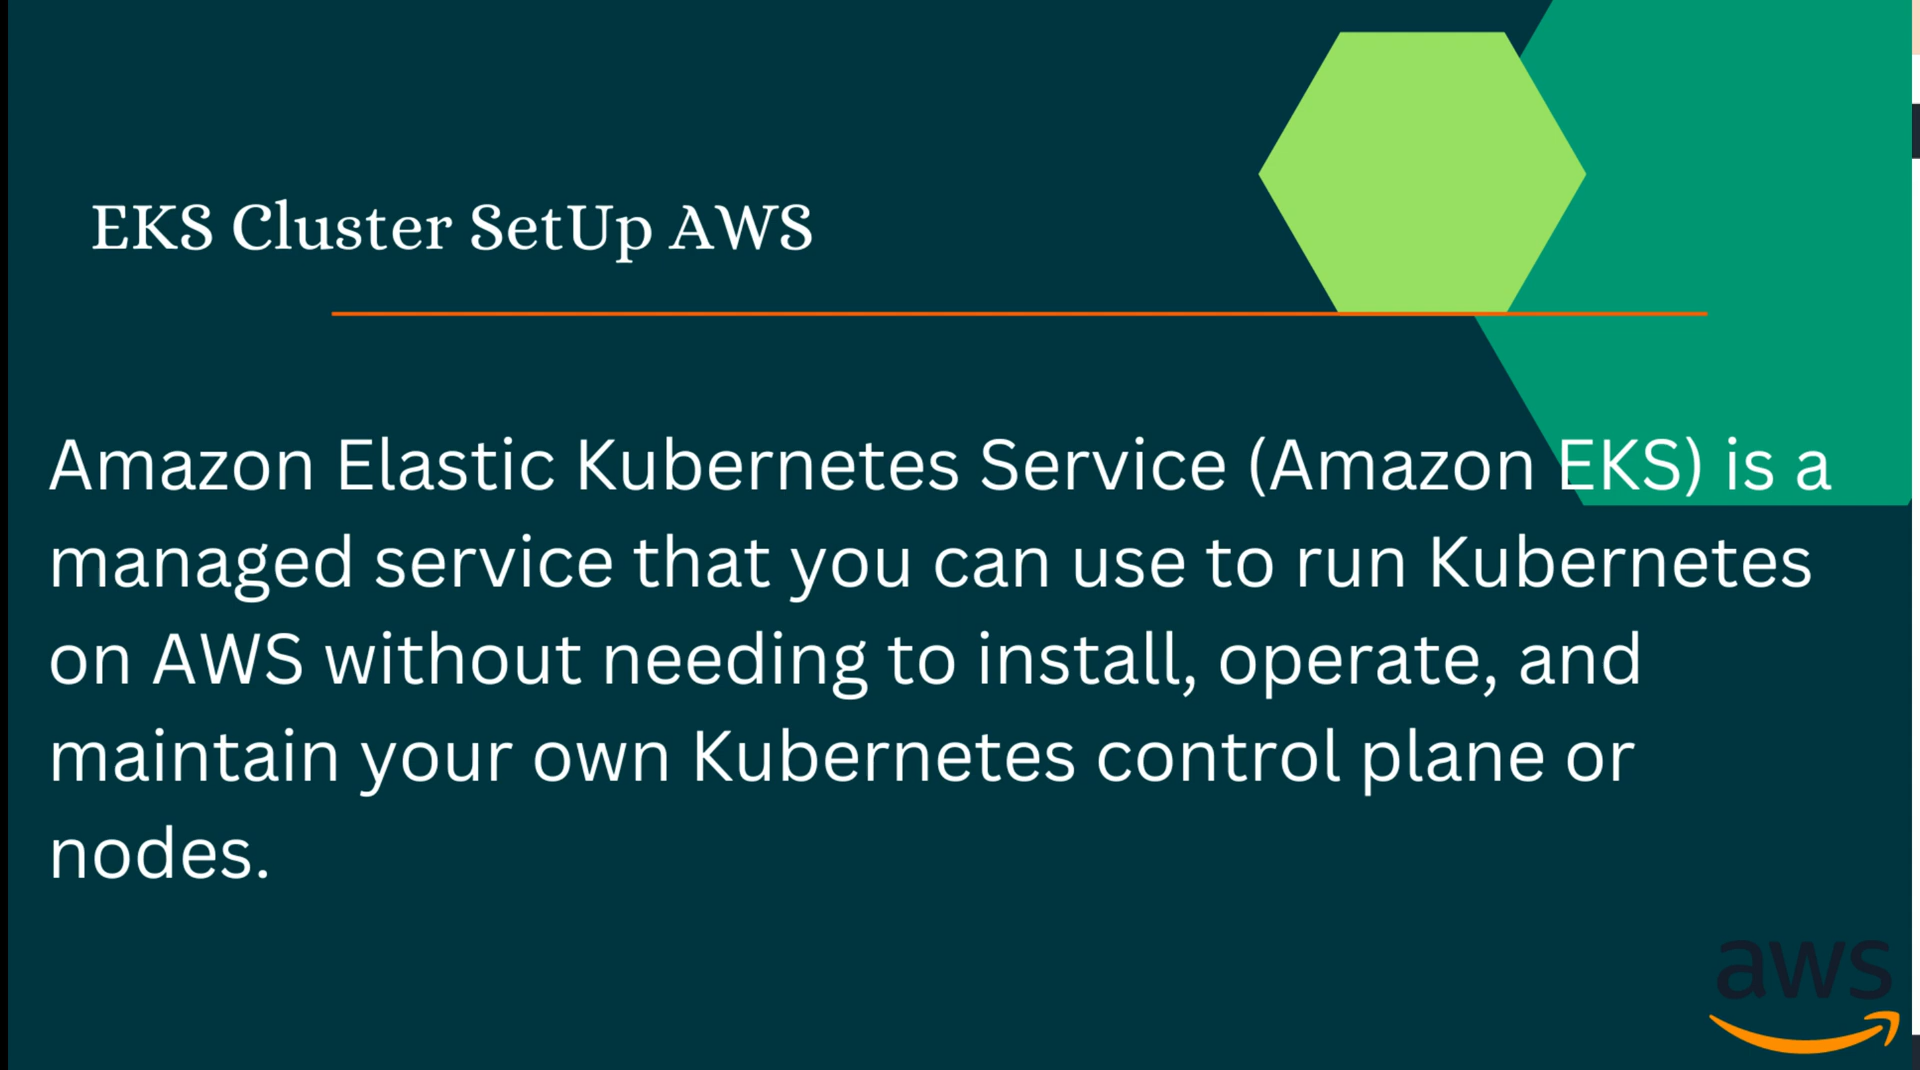 EKS Cluster SetUp AWS
Amazon Elastic Kubernetes Service (Amazon EKS) is a
managed service that you can use to run Kubernetes
on AWS without needing to install, operate, and
maintain your own Kubernetes control plane or
nodes.
aws